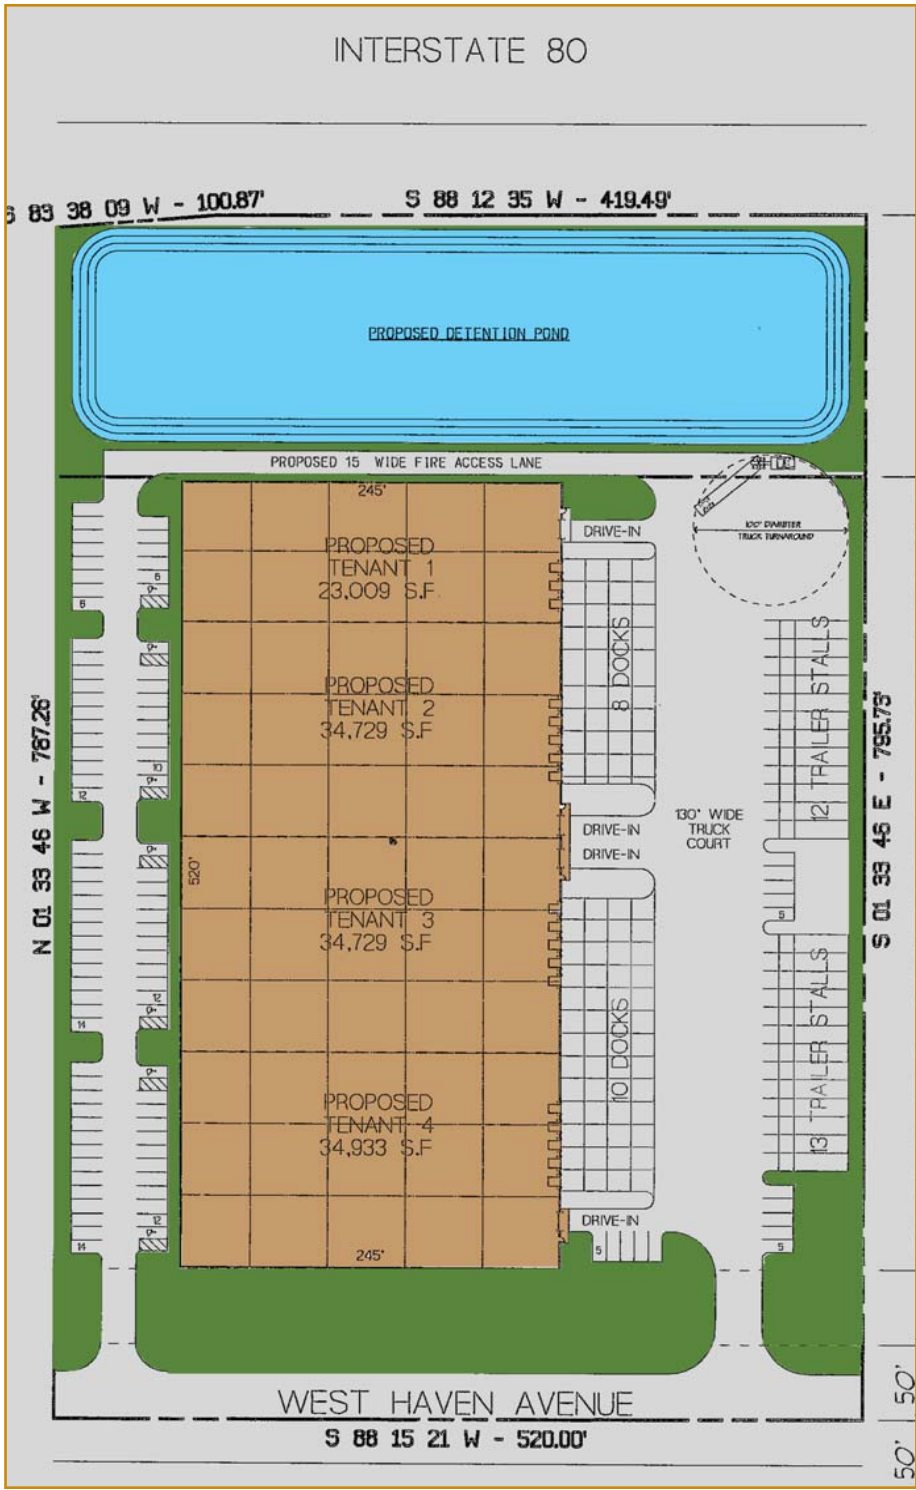 INTERSTATE 80
S 89 38 09 W - 100.87'
S 88 12 35 W - 419.49'
PROPOSED DETENTION POND
PROPOSED 15 WIDE FIRE ACCESS LANE
245'
DRIVE-IN
100' DIAMETER
TRUCK TURNAROUND
PROPOSED
TENANT 1
23,009 S.F
6
6
8 DOCKS
12 TRAILER STALLS
PROPOSED
TENANT 2
34,729 S.F
N 01 33 46 W - 787.26'
S 01 33 46 E - 795.73'
10
12
DRIVE-IN
DRIVE-IN
130' WIDE
TRUCK
COURT
520'
PROPOSED
TENANT 3
34,729 S.F
5
12
14
10 DOCKS
13 TRAILER STALLS
PROPOSED
TENANT 4
34,933 S.F
12
14
DRIVE-IN
245'
5
5
WEST HAVEN AVENUE
S 88 15 21 W - 520.00'
50'
50'